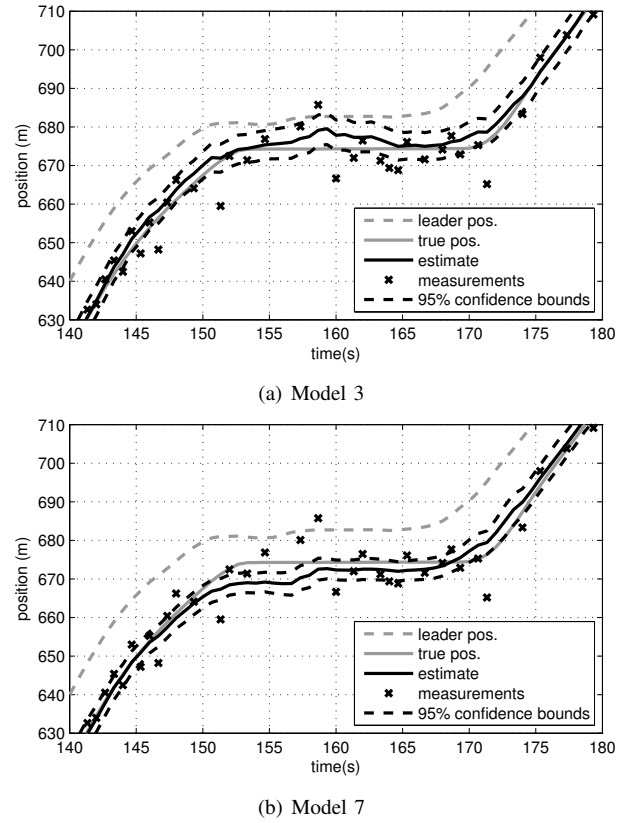 710
700
690
680
670
660
650
640
630
position (m)
leader pos.
true pos.
estimate
measurements
95% confidence bounds
140 145 150 155 160 165 170 175 180
time(s)
(a) Model 3
710
700
690
680
670
660
650
640
630
position (m)
leader pos.
true pos.
estimate
measurements
95% confidence bounds
140 145 150 155 160 165 170 175 180
time(s)
(b) Model 7